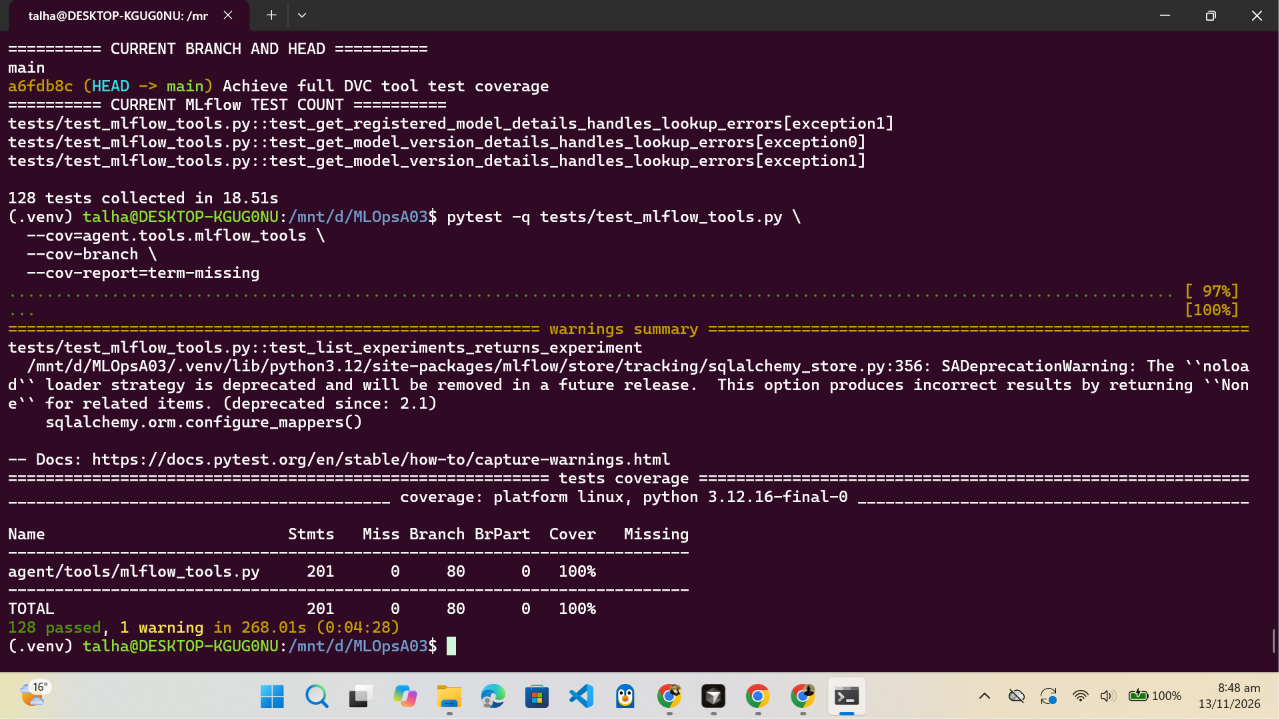 talha@DESKTOP-KGUG0NU: /mr
========== CURRENT BRANCH AND HEAD ==========
main
a6fdb8c (HEAD -> main) Achieve full DVC tool test coverage
========== CURRENT MLflow TEST COUNT ==========
tests/test_mlflow_tools.py::test_get_registered_model_details_handles_lookup_errors[exception1]
tests/test_mlflow_tools.py::test_get_model_version_details_handles_lookup_errors[exception0]
tests/test_mlflow_tools.py::test_get_model_version_details_handles_lookup_errors[exception1]
128 tests collected in 18.51s
(.venv) talha@DESKTOP-KGUG0NU:/mnt/d/MLOpsA03$ pytest -q tests/test_mlflow_tools.py \
--cov=agent.tools.mlflow_tools \
--cov-branch \
--cov-report=term-missing
............................................................................................................................. [ 97%]
... [100%]
========================================================= warnings summary ==========================================================
tests/test_mlflow_tools.py::test_list_experiments_returns_experiment
/mnt/d/MLOpsA03/.venv/lib/python3.12/site-packages/mlflow/store/tracking/sqlalchemy_store.py:356: SADeprecationWarning: The ``noloa
d`` loader strategy is deprecated and will be removed in a future release.  This option produces incorrect results by returning ``Non
e`` for related items. (deprecated since: 2.1)
sqlalchemy.orm.configure_mappers()
-- Docs: https://docs.pytest.org/en/stable/how-to/capture-warnings.html
========================================================== tests coverage ===========================================================
_________________________________________ coverage: platform linux, python 3.12.16-final-0 __________________________________________
Name                          Stmts   Miss Branch BrPart  Cover   Missing
-------------------------------------------------------------------------
agent/tools/mlflow_tools.py     201      0     80      0   100%
-------------------------------------------------------------------------
TOTAL                           201      0     80      0   100%
128 passed, 1 warning in 268.01s (0:04:28)
(.venv) talha@DESKTOP-KGUG0NU:/mnt/d/MLOpsA03$
16°
100%
8:48 am
13/11/2026